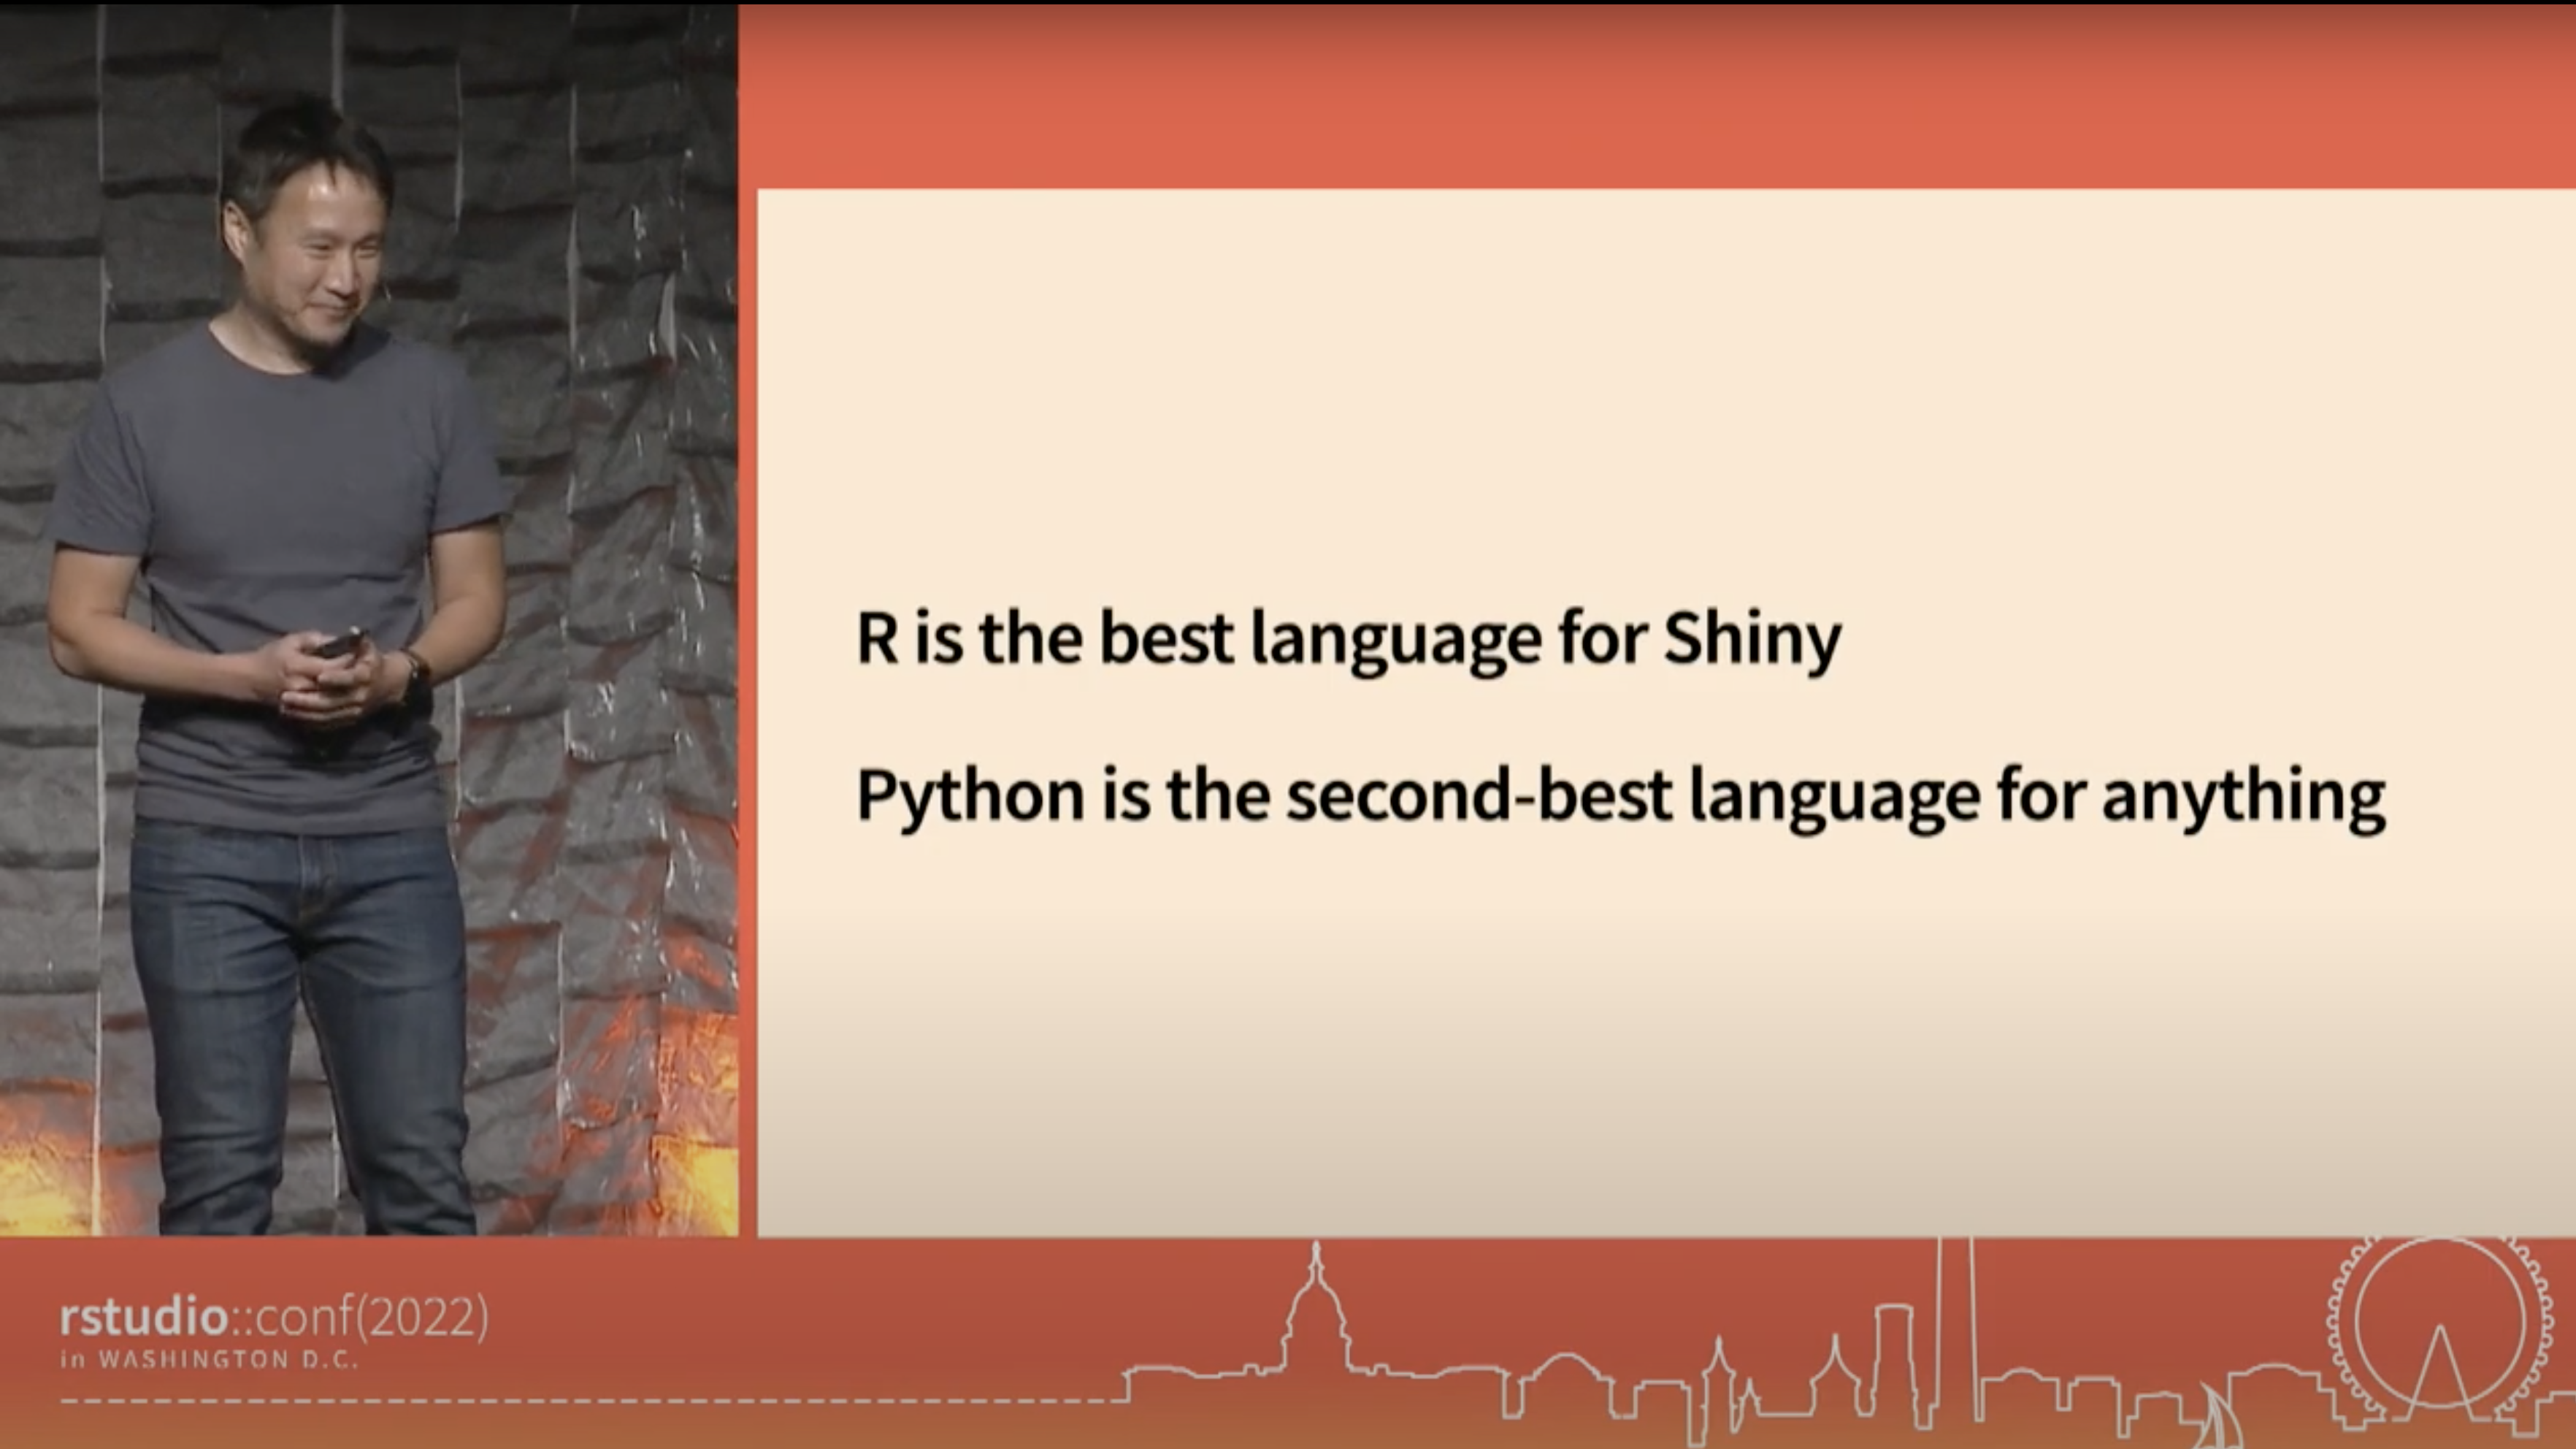 R is the best language for Shiny
Python is the second-best language for anything
rstudio::conf(2022)
in WASHINGTON D.C.